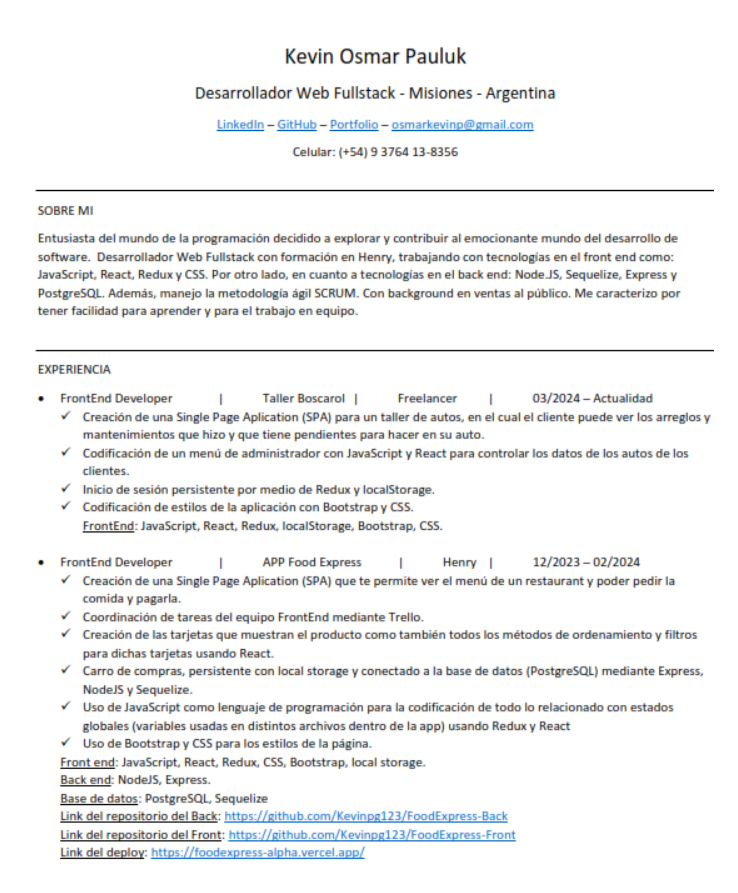 Kevin Osmar Pauluk
Desarrollador Web Fullstack - Misiones - Argentina
LinkedIn – GitHub – Portfolio – osmarkevinp@gmail.com
Celular: (+54) 9 3764 13-8356
SOBRE MI
Entusiasta del mundo de la programación decidido a explorar y contribuir al emocionante mundo del desarrollo de
software. Desarrollador Web Fullstack con formación en Henry, trabajando con tecnologías en el front end como:
JavaScript, React, Redux y CSS. Por otro lado, en cuanto a tecnologías en el back end: Node.JS, Sequelize, Express y
PostgreSQL. Además, manejo la metodología ágil SCRUM. Con background en ventas al público. Me caracterizo por
tener facilidad para aprender y para el trabajo en equipo.
EXPERIENCIA
• FrontEnd Developer | Taller Boscarol | Freelancer | 03/2024 – Actualidad
✓ Creación de una Single Page Aplication (SPA) para un taller de autos, en el cual el cliente puede ver los arreglos y
mantenimientos que hizo y que tiene pendientes para hacer en su auto.
✓ Codificación de un menú de administrador con JavaScript y React para controlar los datos de los autos de los
clientes.
✓ Inicio de sesión persistente por medio de Redux y localStorage.
✓ Codificación de estilos de la aplicación con Bootstrap y CSS.
FrontEnd: JavaScript, React, Redux, localStorage, Bootstrap, CSS.
• FrontEnd Developer | APP Food Express | Henry | 12/2023 – 02/2024
✓ Creación de una Single Page Aplication (SPA) que te permite ver el menú de un restaurant y poder pedir la
comida y pagarla.
✓ Coordinación de tareas del equipo FrontEnd mediante Trello.
✓ Creación de las tarjetas que muestran el producto como también todos los métodos de ordenamiento y filtros
para dichas tarjetas usando React.
✓ Carro de compras, persistente con local storage y conectado a la base de datos (PostgreSQL) mediante Express,
NodeJS y Sequelize.
✓ Uso de JavaScript como lenguaje de programación para la codificación de todo lo relacionado con estados
globales (variables usadas en distintos archivos dentro de la app) usando Redux y React
✓ Uso de Bootstrap y CSS para los estilos de la página.
Front end: JavaScript, React, Redux, CSS, Bootstrap, local storage.
Back end: NodeJS, Express.
Base de datos: PostgreSQL, Sequelize
Link del repositorio del Back: https://github.com/Kevinpg123/FoodExpress-Back
Link del repositorio del Front: https://github.com/Kevinpg123/FoodExpress-Front
Link del deploy: https://foodexpress-alpha.vercel.app/